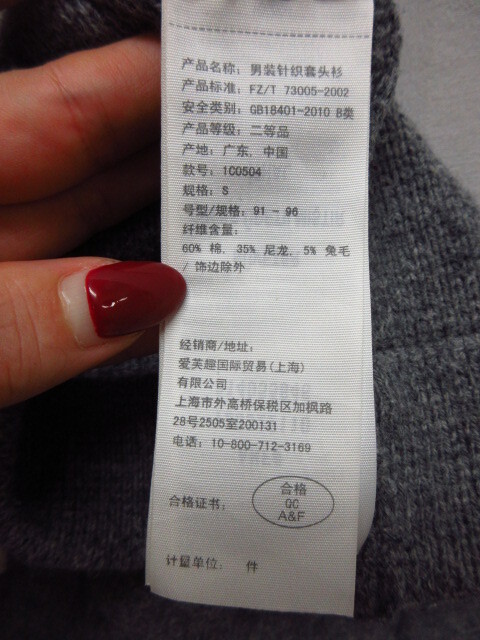 产品名称: 男装针织套头衫
产品标准: FZ/T 73005-2002
安全类别: GB18401-2010 B类
产品等级: 二等品
产地: 广东, 中国
款号: 1C0504
规格: S
号型/规格: 91 - 96
纤维含量:
60% 棉, 35% 尼龙, 5% 兔毛
/ 饰边除外
经销商/地址:
爱芙趣国际贸易(上海)
有限公司
上海市外高桥保税区加枫路
28号2505室200131
电话: 10-800-712-3169
合格证书:
合格
QC
A&F
计量单位: 件